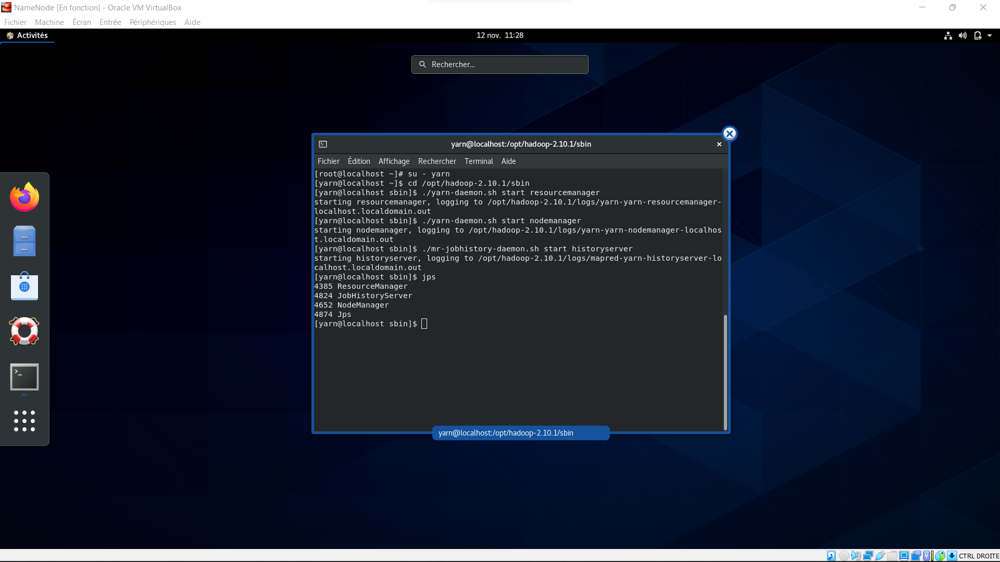 NameNode [En fonction] - Oracle VM VirtualBox
Fichier Machine Écran Entrée Périphériques Aide
Activités 12 nov. 11:28
Rechercher...
yarn@localhost:/opt/hadoop-2.10.1/sbin
Fichier Édition Affichage Rechercher Terminal Aide
[root@localhost ~]# su - yarn
[yarn@localhost ~]$ cd /opt/hadoop-2.10.1/sbin
[yarn@localhost sbin]$ ./yarn-daemon.sh start resourcemanager
starting resourcemanager, logging to /opt/hadoop-2.10.1/logs/yarn-yarn-resourcemanager-
localhost.localdomain.out
[yarn@localhost sbin]$ ./yarn-daemon.sh start nodemanager
starting nodemanager, logging to /opt/hadoop-2.10.1/logs/yarn-yarn-nodemanager-localhos
t.localdomain.out
[yarn@localhost sbin]$ ./mr-jobhistory-daemon.sh start historyserver
starting historyserver, logging to /opt/hadoop-2.10.1/logs/mapred-yarn-historyserver-lo
calhost.localdomain.out
[yarn@localhost sbin]$ jps
4385 ResourceManager
4824 JobHistoryServer
4652 NodeManager
4874 Jps
[yarn@localhost sbin]$
yarn@localhost:/opt/hadoop-2.10.1/sbin
CTRL DROITE